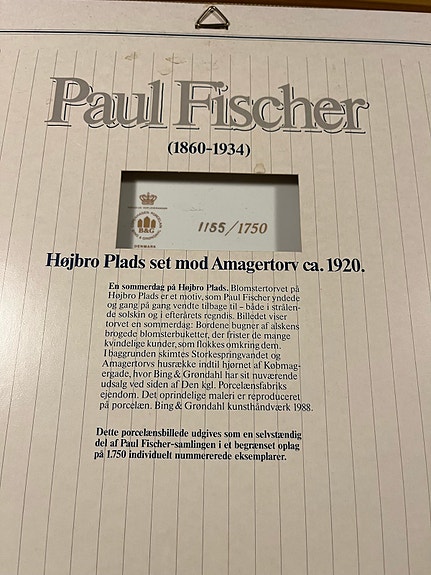 Paul Fischer
(1860-1934)
B&G
DENMARK
1155/1750
Højbro Plads set mod Amagertorv ca. 1920.
En sommerdag på Højbro Plads. Blomstertorvet på
Højbro Plads er et motiv, som Paul Fischer yndede
og gang på gang vendte tilbage til – både i strålen-
de solskin og i efterårets regndis. Billedet viser
torvet en sommerdag: Bordene bugner af alskens
brogede blomsterbuketter, der frister de mange
kvindelige kunder, som flokkes omkring dem.
I baggrunden skimtes Storkespringvandet og
Amagertorvs husrække indtil hjørnet af Købmag-
ergade, hvor Bing & Grøndahl har sit nuværende
udsalg ved siden af Den kgl. Porcelænsfabriks
ejendom. Det oprindelige maleri er reproduceret
på porcelæn. Bing & Grøndahl kunsthåndværk 1988.
Dette porcelænsbillede udgives som en selvstændig
del af Paul Fischer-samlingen i et begrænset oplag
på 1.750 individuelt nummererede eksemplarer.